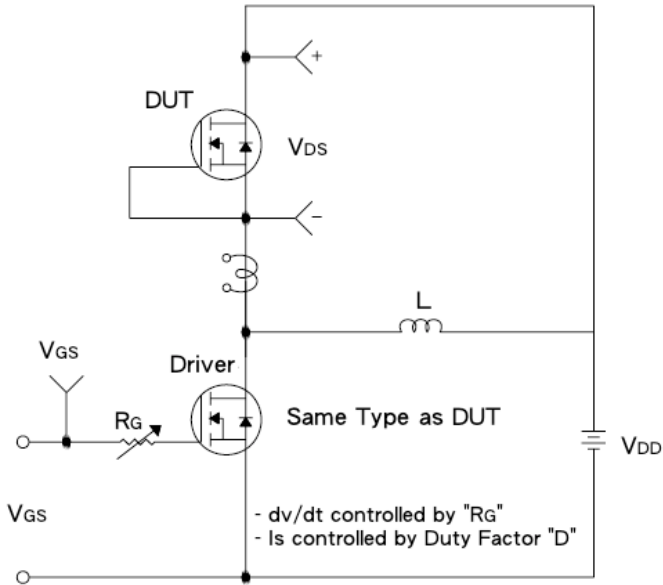 +
DUT
VDS
−
L
VGS
Driver
RG
Same Type as DUT
VDD
VGS
- dv/dt controlled by "RG"
- Is controlled by Duty Factor "D"